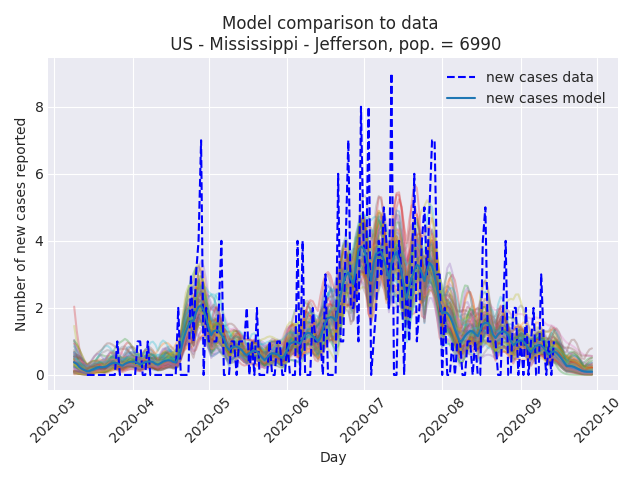 Model comparison to data
US - Mississippi - Jefferson, pop. = 6990
new cases data
new cases model
Number of new cases reported
8
6
4
2
0
2020-03
2020-04
2020-05
2020-06
2020-07
2020-08
2020-09
2020-10
Day